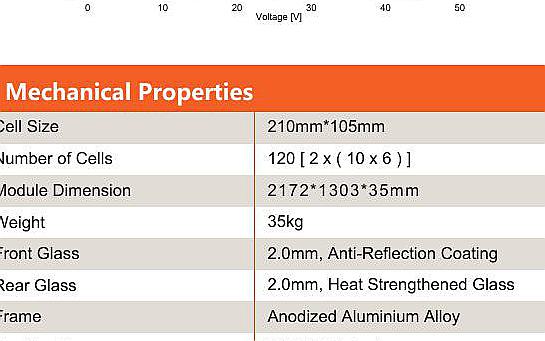 0 10 20 30 40 50
Voltage [V]
Mechanical Properties
Cell Size 210mm*105mm
Number of Cells 120 [ 2 x ( 10 x 6 ) ]
Module Dimension 2172*1303*35mm
Weight 35kg
Front Glass 2.0mm, Anti-Reflection Coating
Rear Glass 2.0mm, Heat Strengthened Glass
Frame Anodized Aluminium Alloy